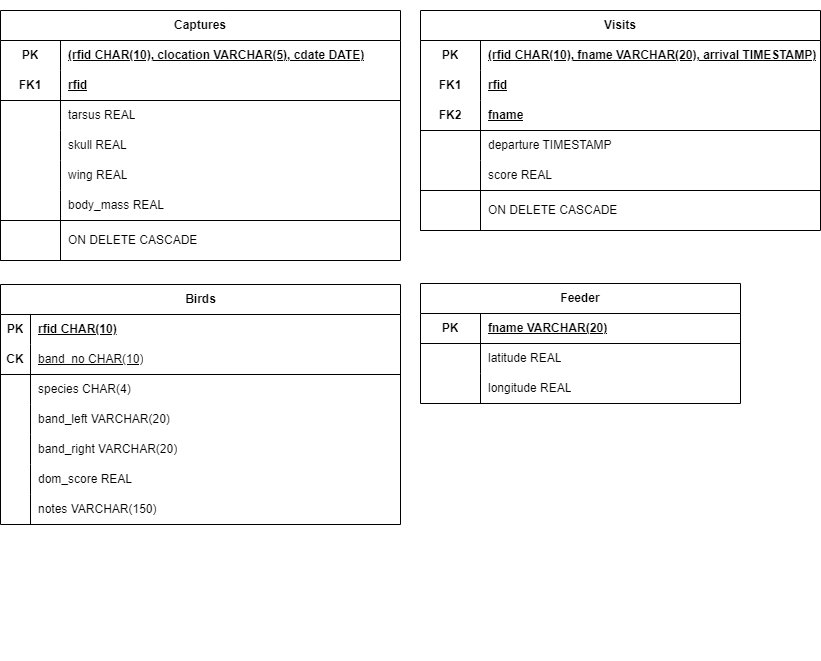 Captures
PK (rfid CHAR(10), clocation VARCHAR(5), cdate DATE)
FK1 rfid
tarsus REAL
skull REAL
wing REAL
body_mass REAL
ON DELETE CASCADE
Visits
PK (rfid CHAR(10), fname VARCHAR(20), arrival TIMESTAMP)
FK1 rfid
FK2 fname
departure TIMESTAMP
score REAL
ON DELETE CASCADE
Birds
PK rfid CHAR(10)
CK band_no CHAR(10)
species CHAR(4)
band_left VARCHAR(20)
band_right VARCHAR(20)
dom_score REAL
notes VARCHAR(150)
Feeder
PK fname VARCHAR(20)
latitude REAL
longitude REAL